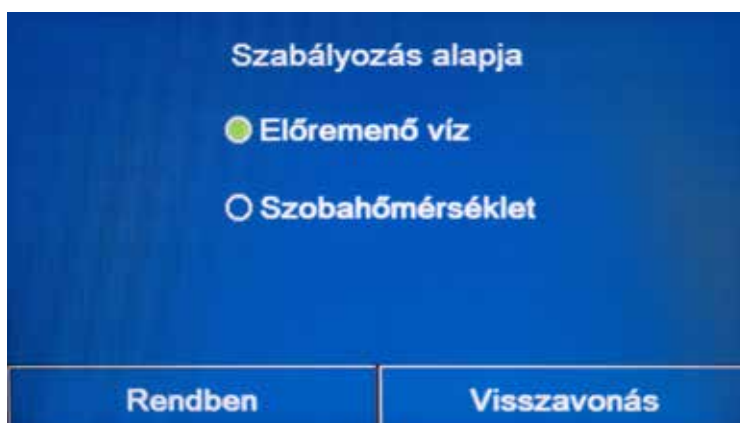 Szabályozás alapja
Előremenő víz
Szobahőmérséklet
Rendben
Visszavonás